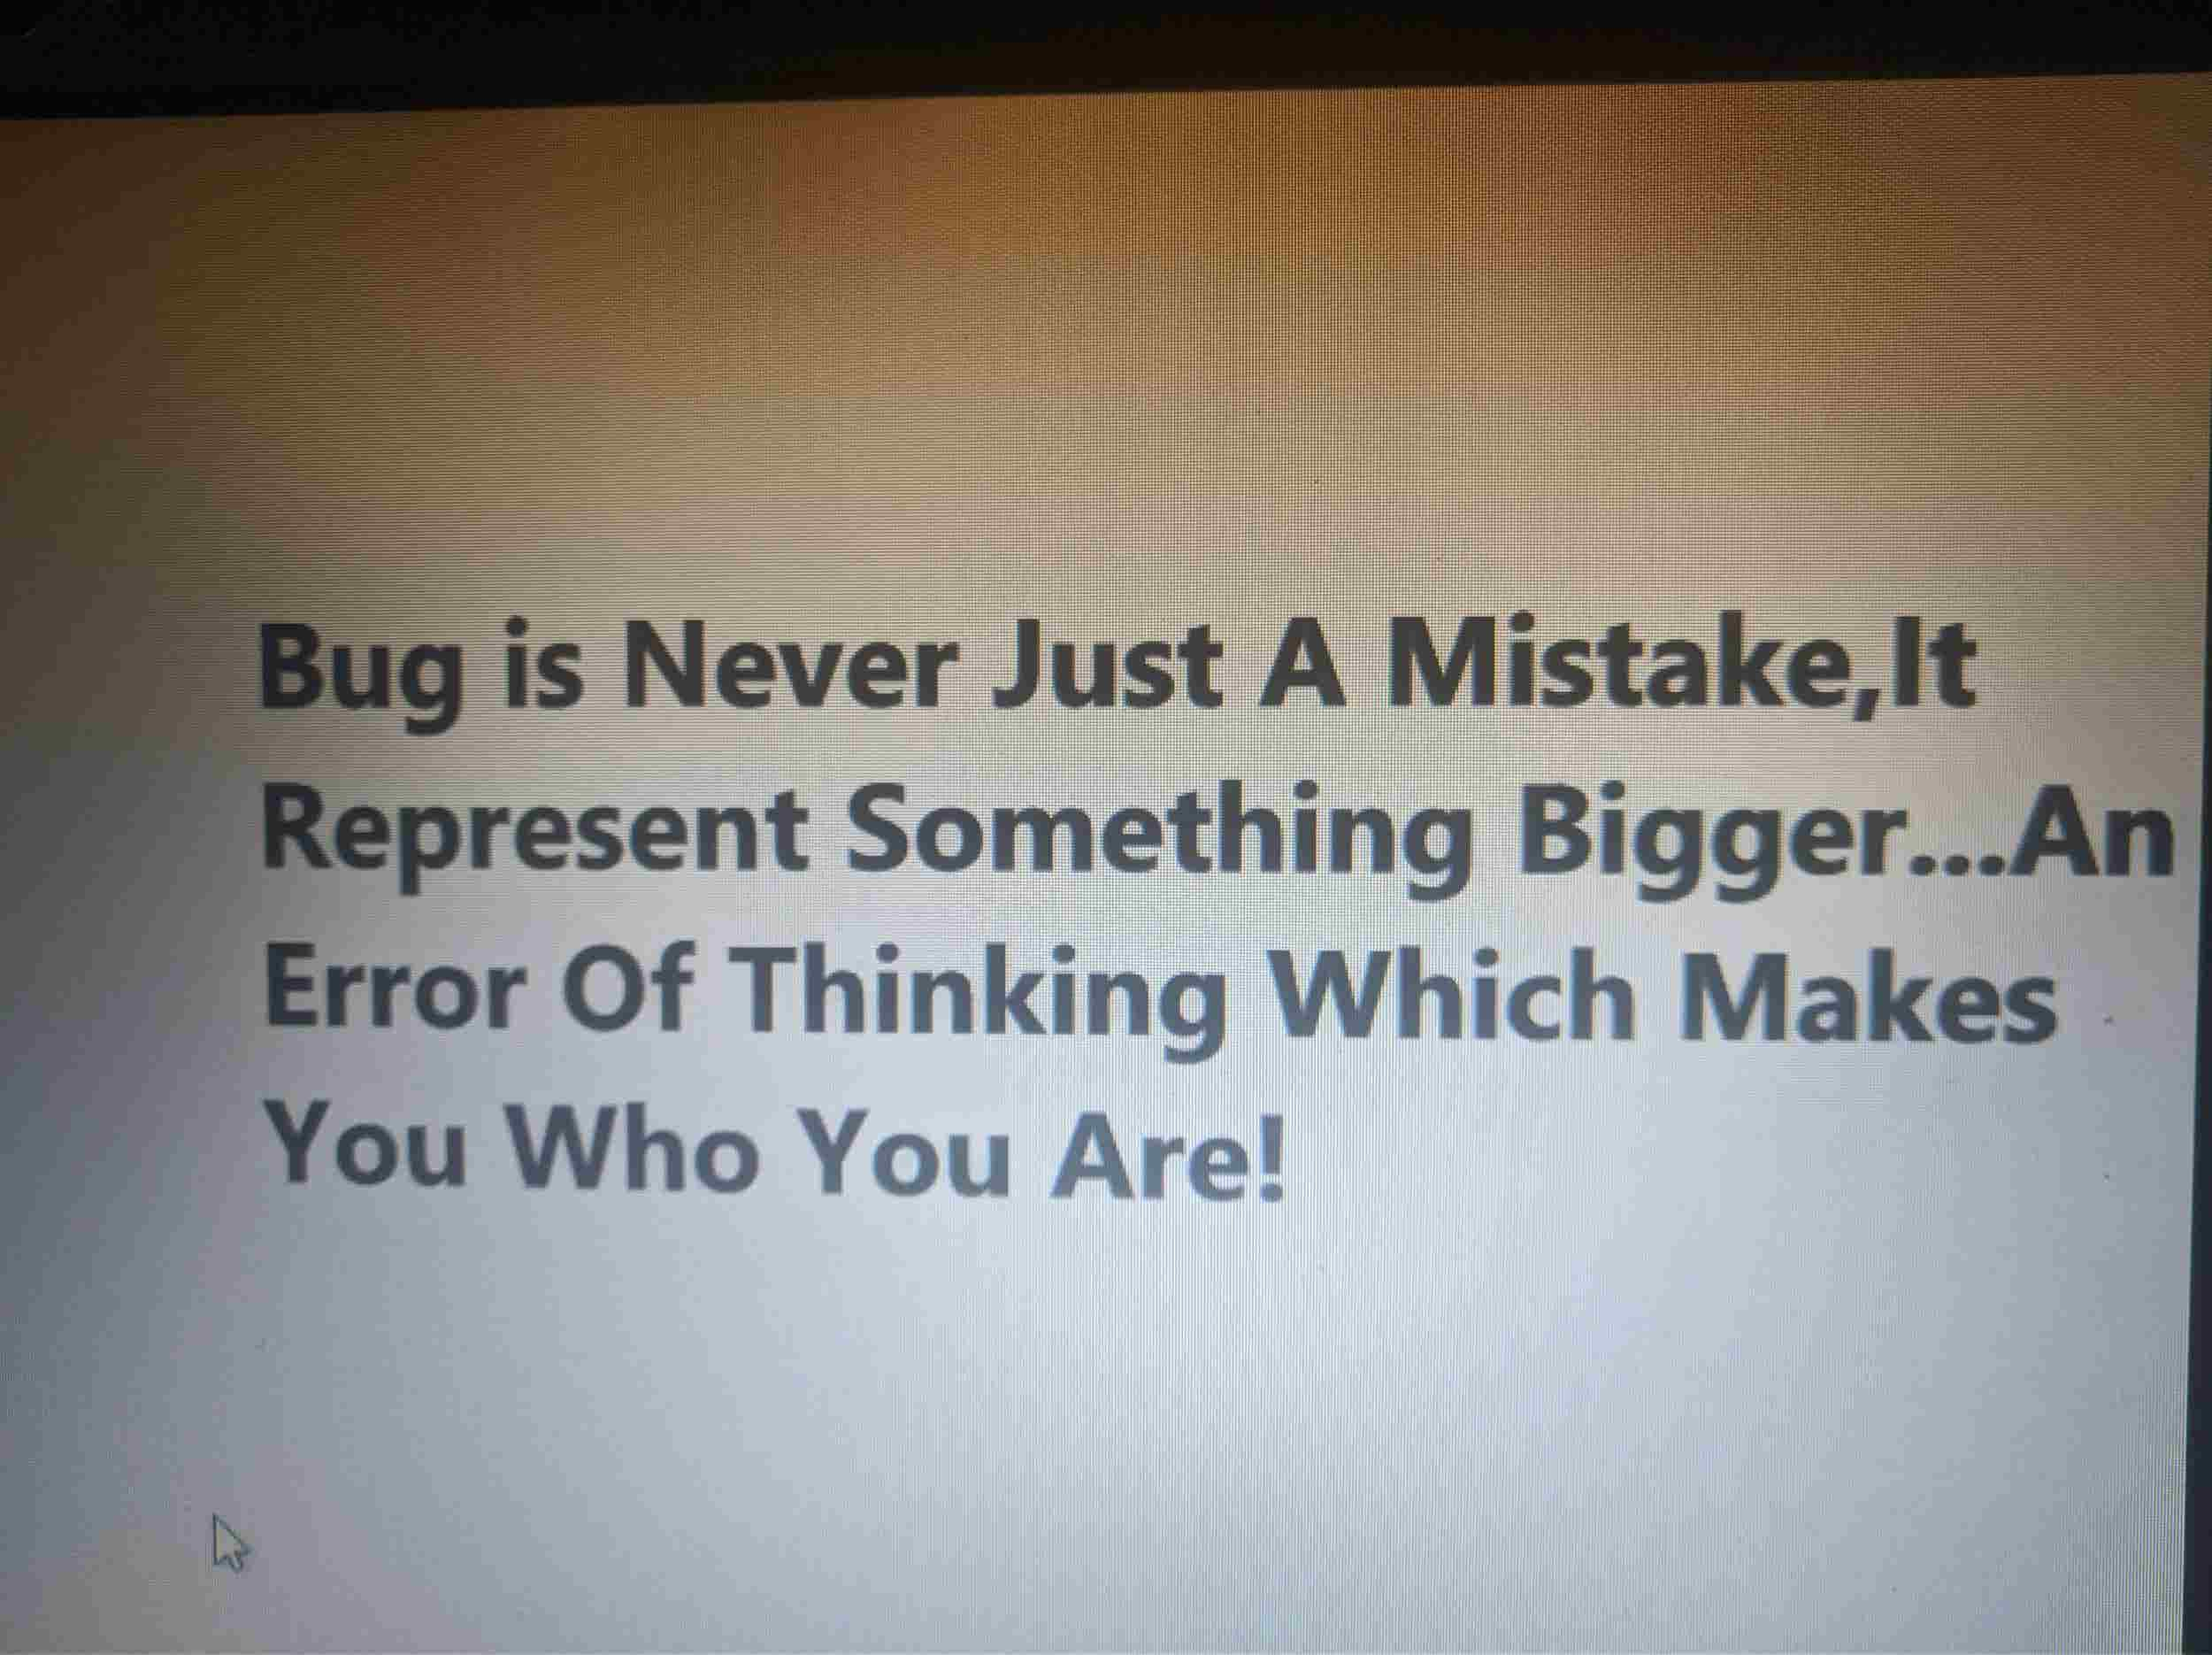 Bug is Never Just A Mistake,It
Represent Something Bigger...An
Error Of Thinking Which Makes
You Who You Are!